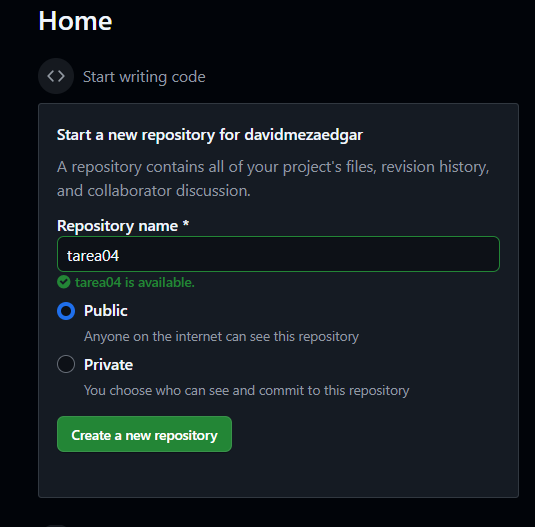 Home
Start writing code
Start a new repository for davidmezaedgar
A repository contains all of your project's files, revision history,
and collaborator discussion.
Repository name *
tarea04
tarea04 is available.
Public
Anyone on the internet can see this repository
Private
You choose who can see and commit to this repository
Create a new repository